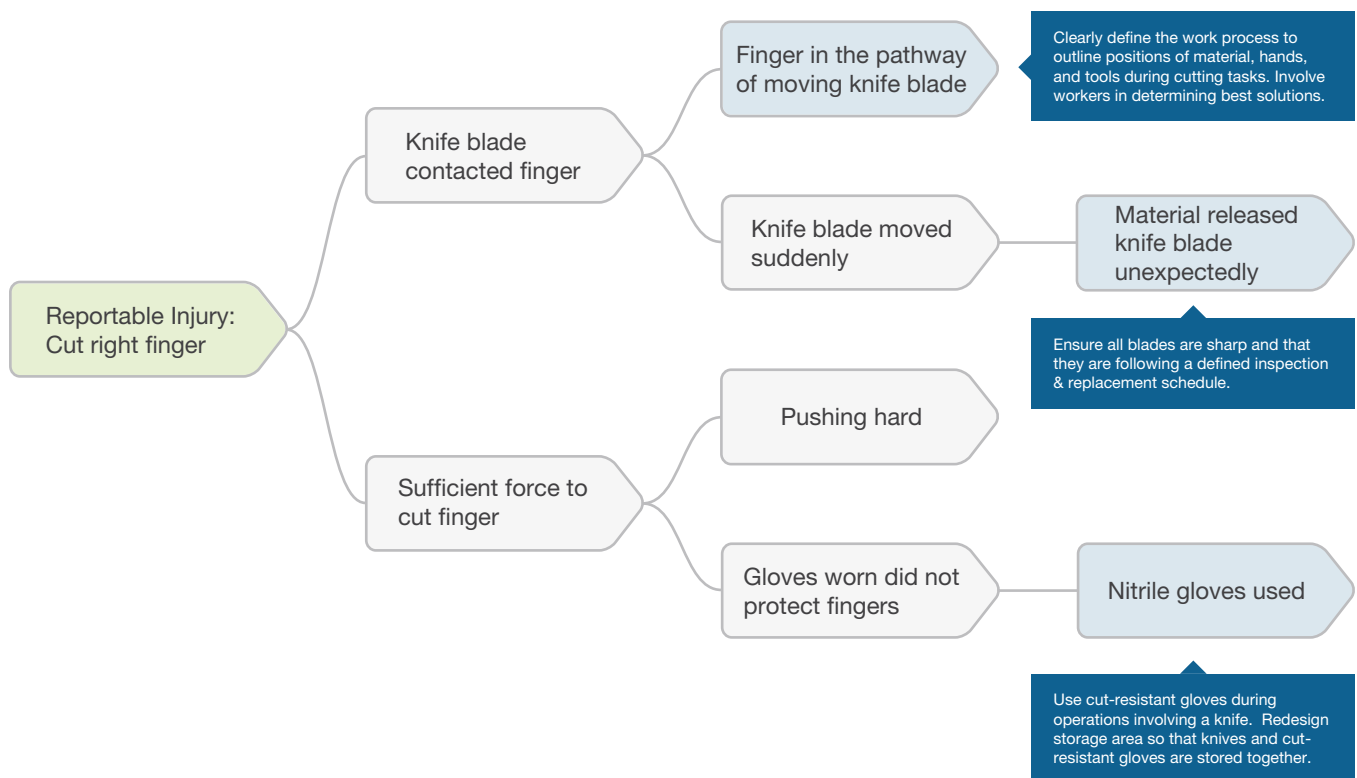 Reportable Injury:
Cut right finger
Knife blade
contacted finger
Sufficient force to
cut finger
Finger in the pathway
of moving knife blade
Knife blade moved
suddenly
Pushing hard
Gloves worn did not
protect fingers
Clearly define the work process to
outline positions of material, hands,
and tools during cutting tasks. Involve
workers in determining best solutions.
Material released
knife blade
unexpectedly
Ensure all blades are sharp and that
they are following a defined inspection
& replacement schedule.
Nitrile gloves used
Use cut-resistant gloves during
operations involving a knife.  Redesign
storage area so that knives and cut-
resistant gloves are stored together.